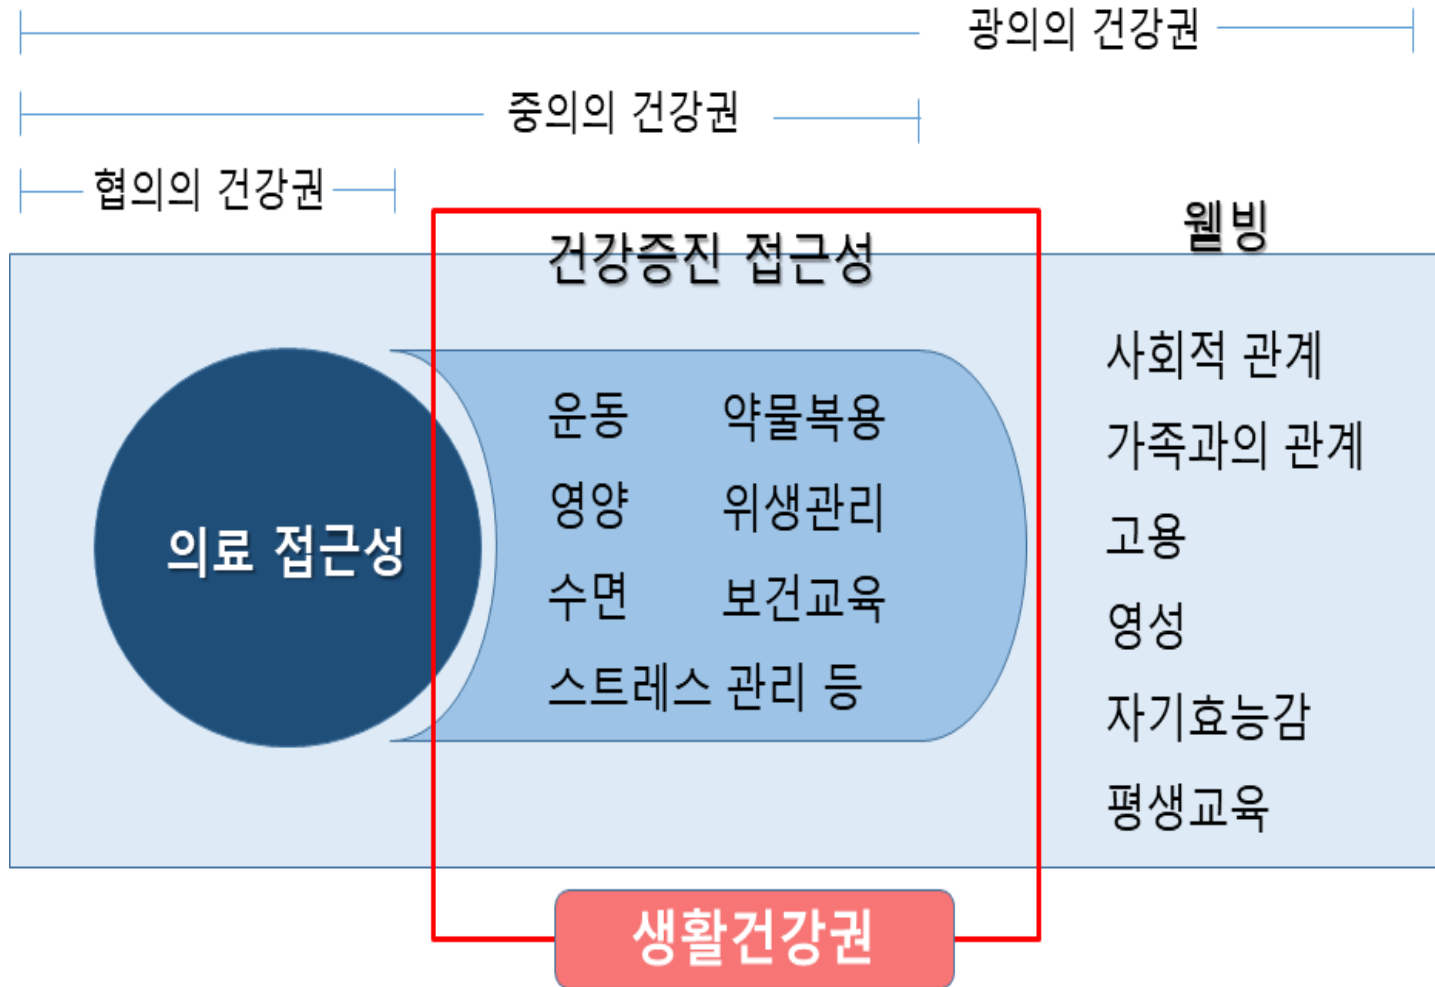 광의의 건강권
중의의 건강권
협의의 건강권
웰빙
건강증진 접근성
의료 접근성
운동 약물복용
영양 위생관리
수면 보건교육
스트레스 관리 등
사회적 관계
가족과의 관계
고용
영성
자기효능감
평생교육
생활건강권